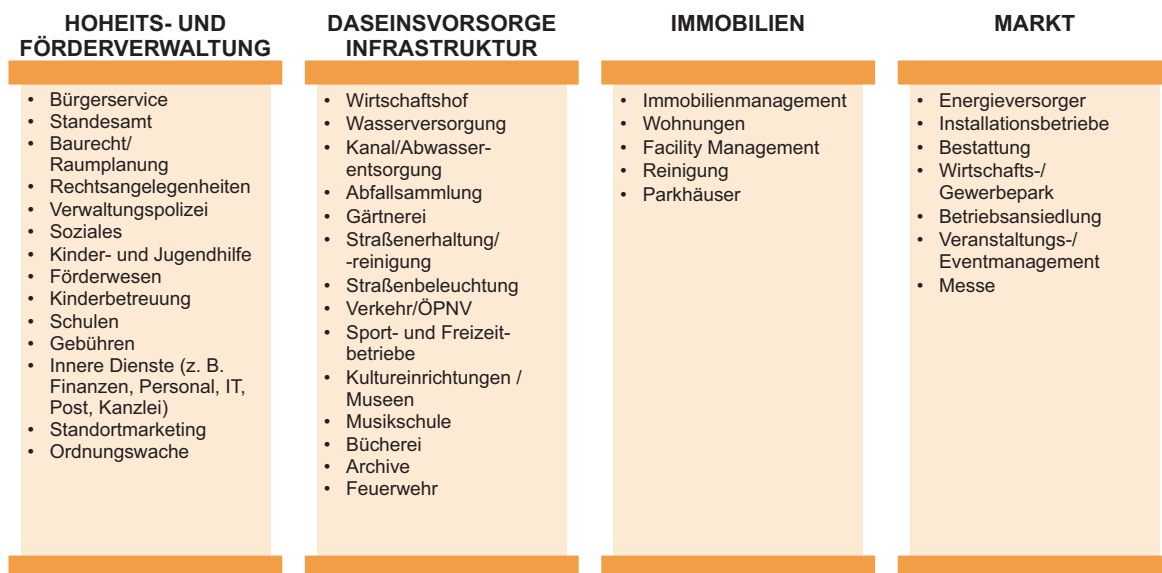 HOHEITS- UND
FÖRDERVERWALTUNG
• Bürgerservice
• Standesamt
• Baurecht/
Raumplanung
• Rechtsangelegenheiten
• Verwaltungspolizei
• Soziales
• Kinder- und Jugendhilfe
• Förderwesen
• Kinderbetreuung
• Schulen
• Gebühren
• Innere Dienste (z. B.
Finanzen, Personal, IT,
Post, Kanzlei)
• Standortmarketing
• Ordnungswache
DASEINSVORSORGE
INFRASTRUKTUR
• Wirtschaftshof
• Wasserversorgung
• Kanal/Abwasser-
entsorgung
• Abfallsammlung
• Gärtnerei
• Straßenerhaltung/
-reinigung
• Straßenbeleuchtung
• Verkehr/ÖPNV
• Sport- und Freizeit-
betriebe
• Kultureinrichtungen /
Museen
• Musikschule
• Bücherei
• Archive
• Feuerwehr
IMMOBILIEN
• Immobilienmanagement
• Wohnungen
• Facility Management
• Reinigung
• Parkhäuser
MARKT
• Energieversorger
• Installationsbetriebe
• Bestattung
• Wirtschafts-/
Gewerbepark
• Betriebsansiedlung
• Veranstaltungs-/
Eventmanagement
• Messe